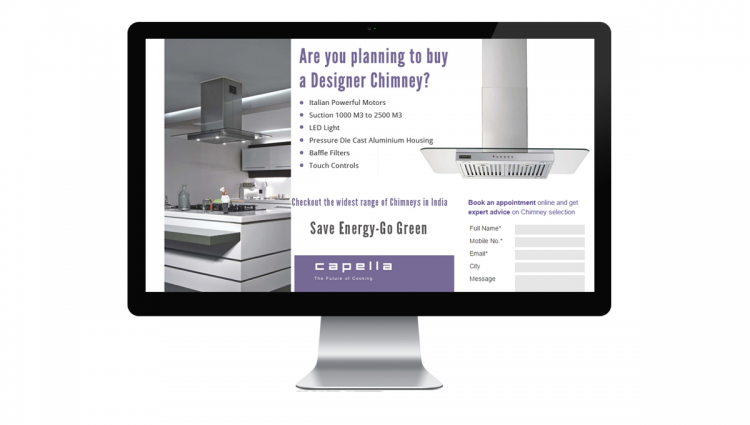 Are you planning to buy
a Designer Chimney?
Italian Powerful Motors
Suction 1000 M3 to 2500 M3
LED Light
Pressure Die Cast Aluminium Housing
Baffle Filters
Touch Controls
Checkout the widest range of Chimneys in India
Save Energy-Go Green
capella
The Future of Cooking
Book an appointment online and get
expert advice on Chimney selection
Full Name*
Mobile No.*
Email*
City
Message